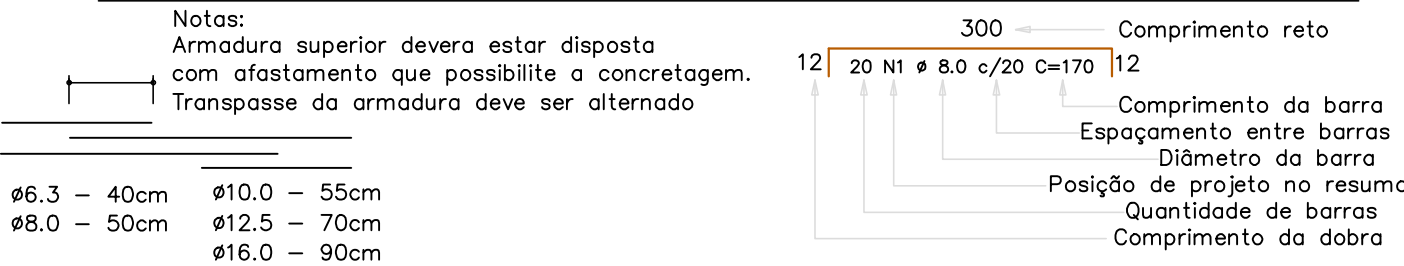 Notas:
Armadura superior devera estar disposta
com afastamento que possibilite a concretagem.
Transpasse da armadura deve ser alternado
ø6.3 – 40cm
ø8.0 – 50cm
ø10.0 – 55cm
ø12.5 – 70cm
ø16.0 – 90cm
300
Comprimento reto
12
20 N1 ø 8.0 c/20 C=170
12
Comprimento da barra
Espaçamento entre barras
Diâmetro da barra
Posição de projeto no resumo
Quantidade de barras
Comprimento da dobra